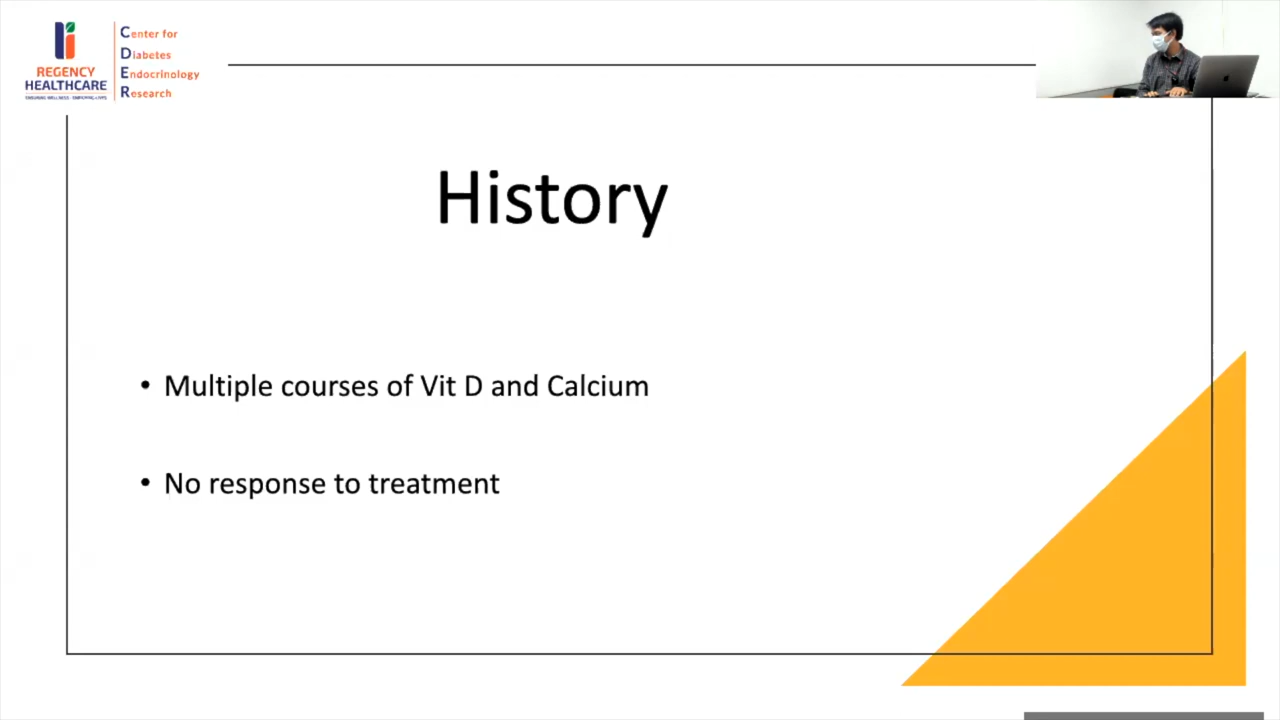 REGENCY
HEALTHCARE
Center for
Diabetes
Endocrinology
Research
History
• Multiple courses of Vit D and Calcium
• No response to treatment